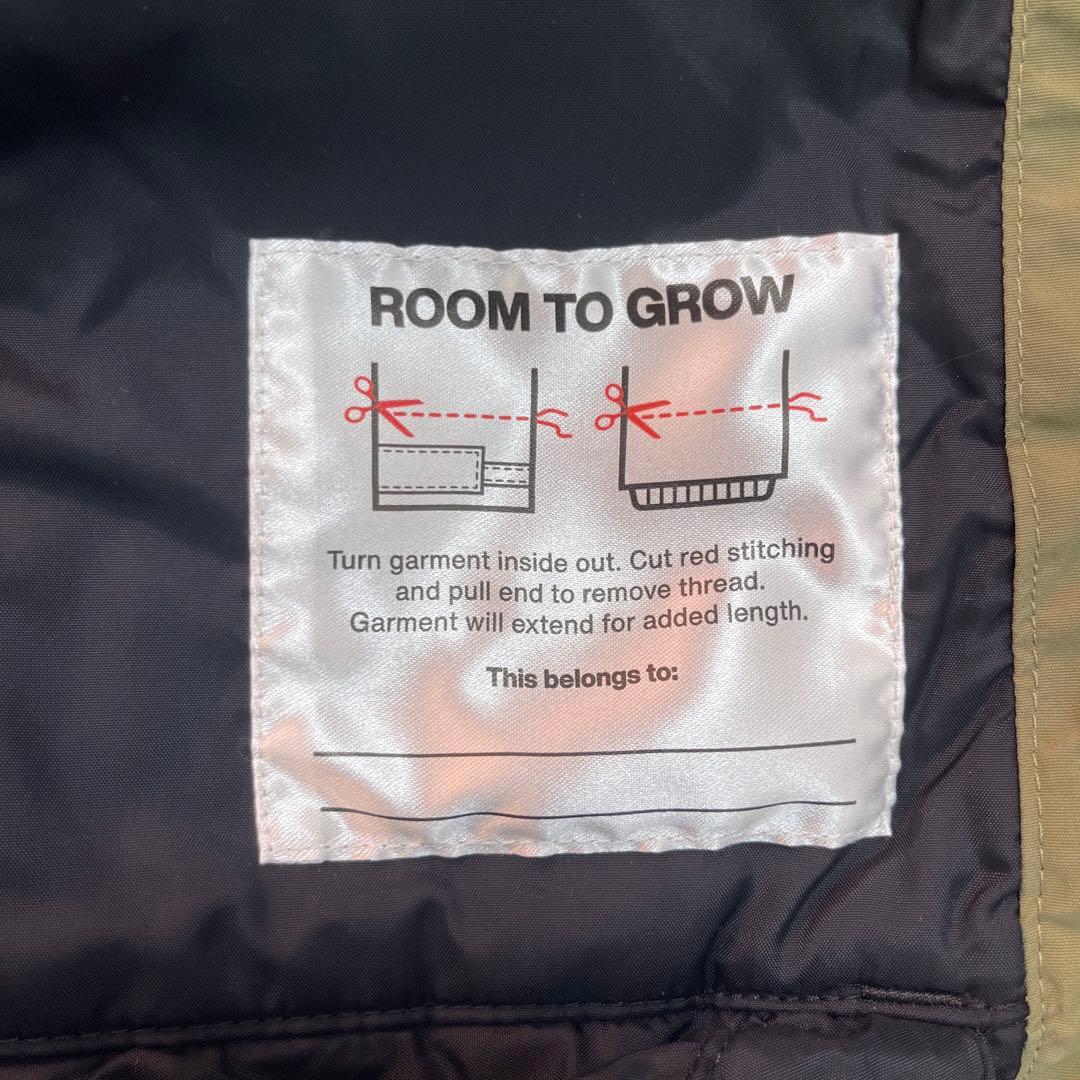 ROOM TO GROW
Turn garment inside out. Cut red stitching
and pull end to remove thread.
Garment will extend for added length.
This belongs to: